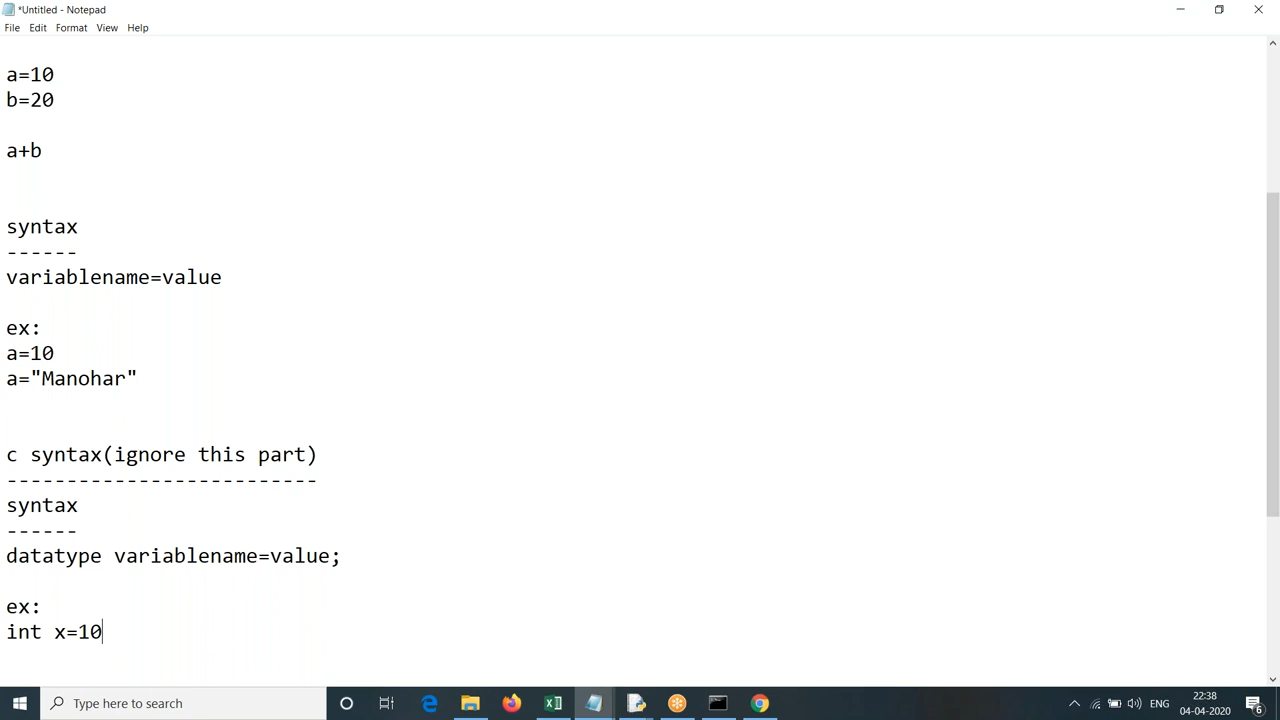 *Untitled - Notepad
File Edit Format View Help
a=10
b=20
a+b
syntax
------
variablename=value
ex:
a=10
a="Manohar"
c syntax(ignore this part)
--------------------------
syntax
------
datatype variablename=value;
ex:
int x=10
Type here to search
ENG
22:38
04-04-2020
6